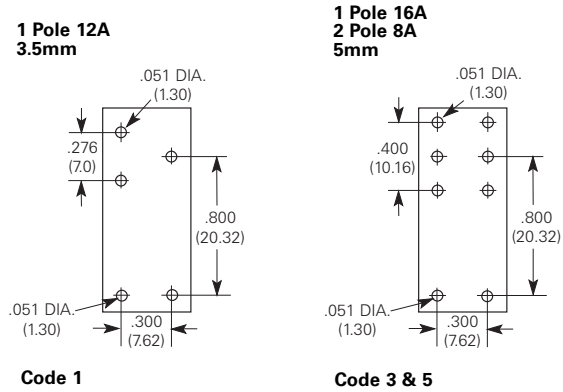 1 Pole 12A
3.5mm
.051 DIA.
(1.30)
.276
(7.0)
.800
(20.32)
.051 DIA.
(1.30)
.300
(7.62)
Code 1
1 Pole 16A
2 Pole 8A
5mm
.051 DIA.
(1.30)
.400
(10.16)
.800
(20.32)
.051 DIA.
(1.30)
.300
(7.62)
Code 3 & 5